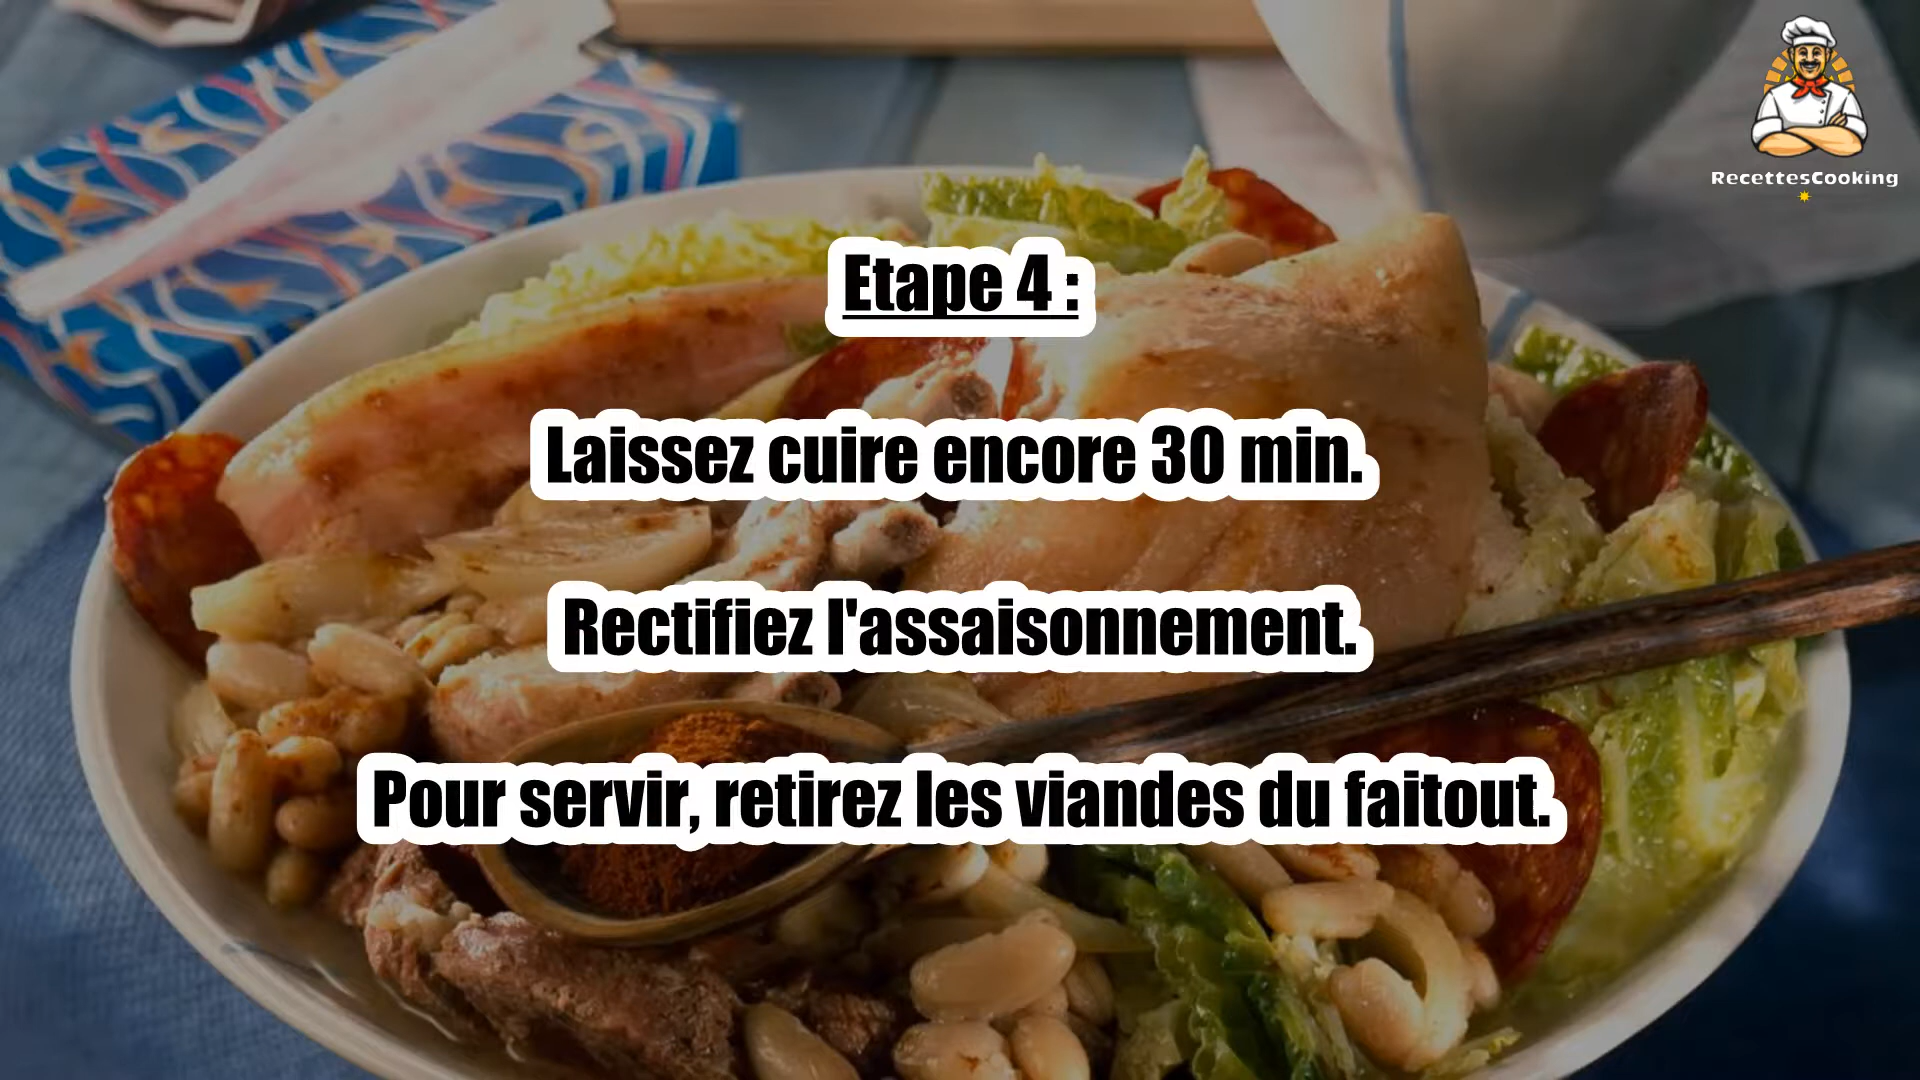 RecettesCooking
Etape 4 :
Laissez cuire encore 30 min.
Rectifiez l'assaisonnement.
Pour servir, retirez les viandes du faitout.